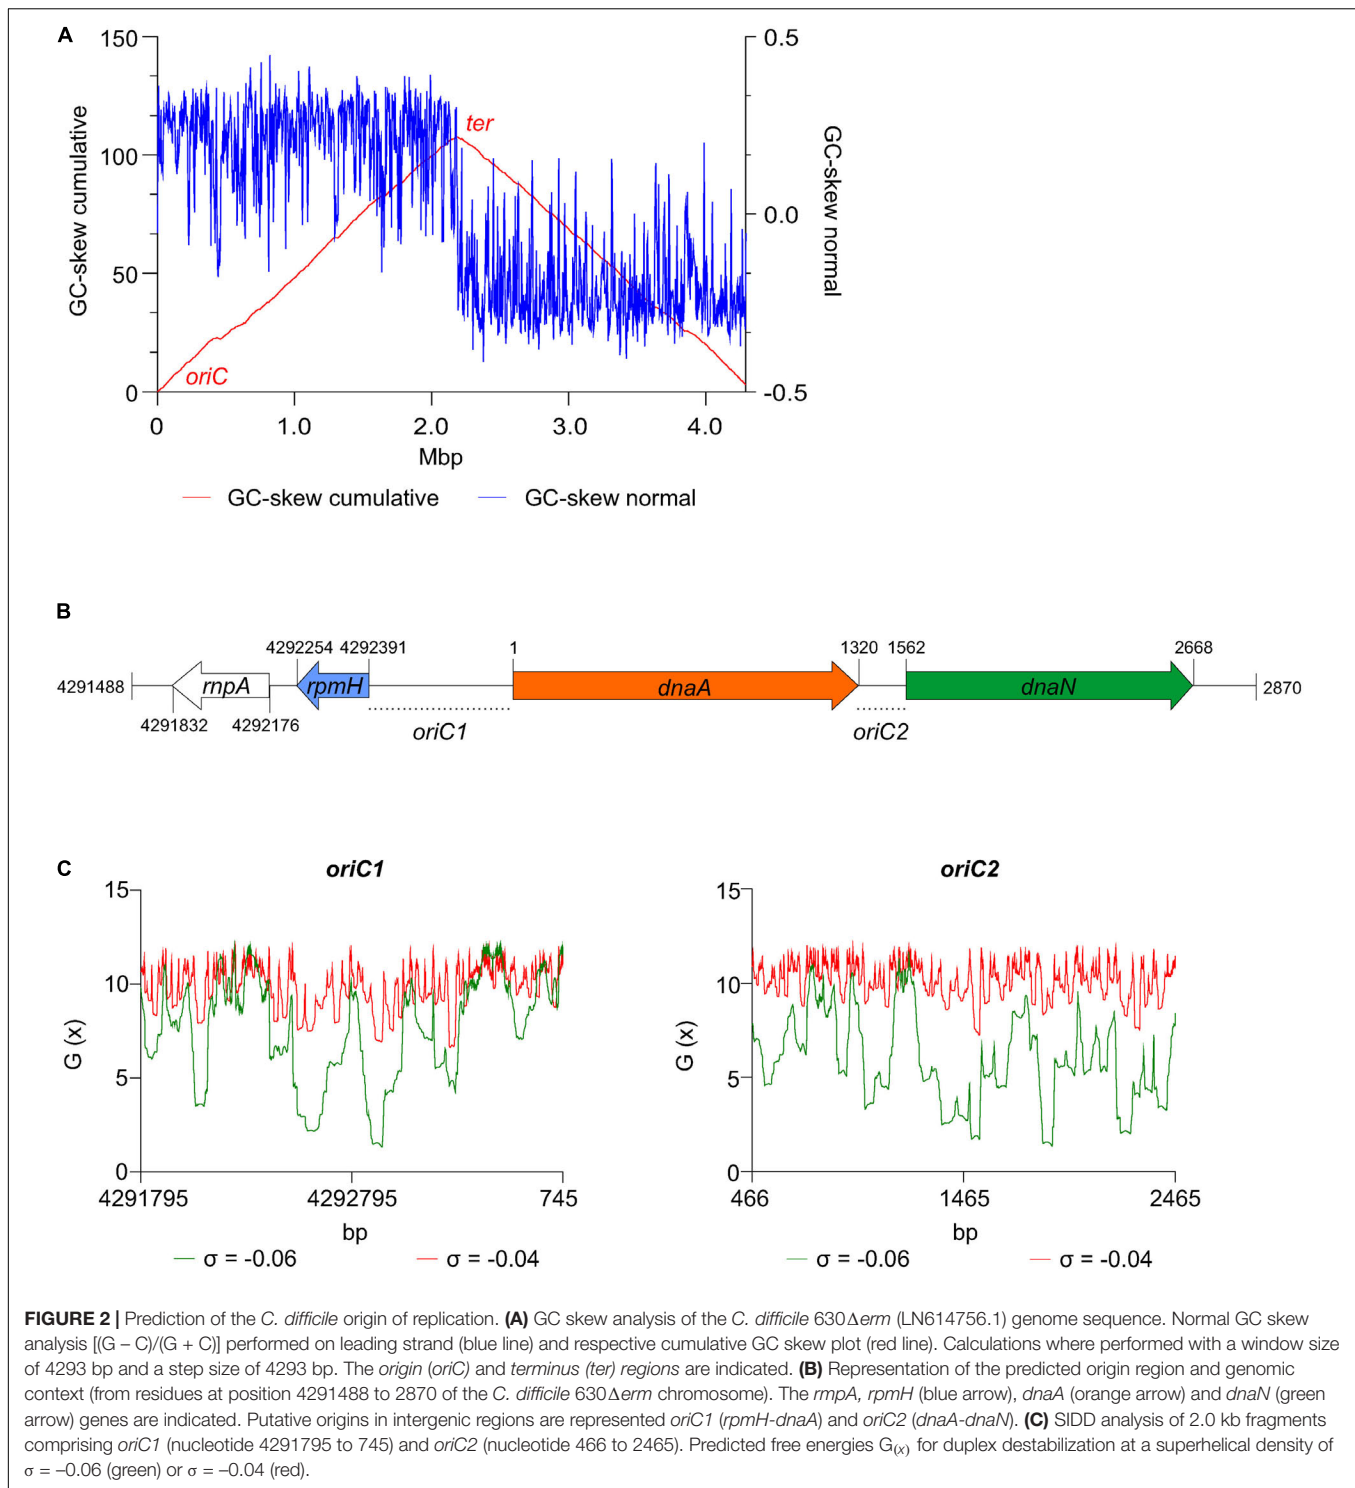 A
150
100
50
0
GC-skew cumulative
0.5
0.0
-0.5
GC-skew normal
ter
oriC
0 1.0 2.0 3.0 4.0
Mbp
GC-skew cumulative GC-skew normal
B
4292254 4292391 1 1320 1562 2668
4291488 rnpA rpmH dnaA dnaN 2870
4291832 4292176 oriC1 oriC2
C
oriC1
15
10
5
0
G (x)
4291795 4292795 745
bp
σ = -0.06 σ = -0.04
oriC2
15
10
5
0
G (x)
466 1465 2465
bp
σ = -0.06 σ = -0.04
FIGURE 2 | Prediction of the C. difficile origin of replication. (A) GC skew analysis of the C. difficile 630Δerm (LN614756.1) genome sequence. Normal GC skew
analysis [(G – C)/(G + C)] performed on leading strand (blue line) and respective cumulative GC skew plot (red line). Calculations where performed with a window size
of 4293 bp and a step size of 4293 bp. The origin (oriC) and terminus (ter) regions are indicated. (B) Representation of the predicted origin region and genomic
context (from residues at position 4291488 to 2870 of the C. difficile 630Δerm chromosome). The rmpA, rpmH (blue arrow), dnaA (orange arrow) and dnaN (green
arrow) genes are indicated. Putative origins in intergenic regions are represented oriC1 (rpmH-dnaA) and oriC2 (dnaA-dnaN). (C) SIDD analysis of 2.0 kb fragments
comprising oriC1 (nucleotide 4291795 to 745) and oriC2 (nucleotide 466 to 2465). Predicted free energies G(x) for duplex destabilization at a superhelical density of
σ = –0.06 (green) or σ = –0.04 (red).